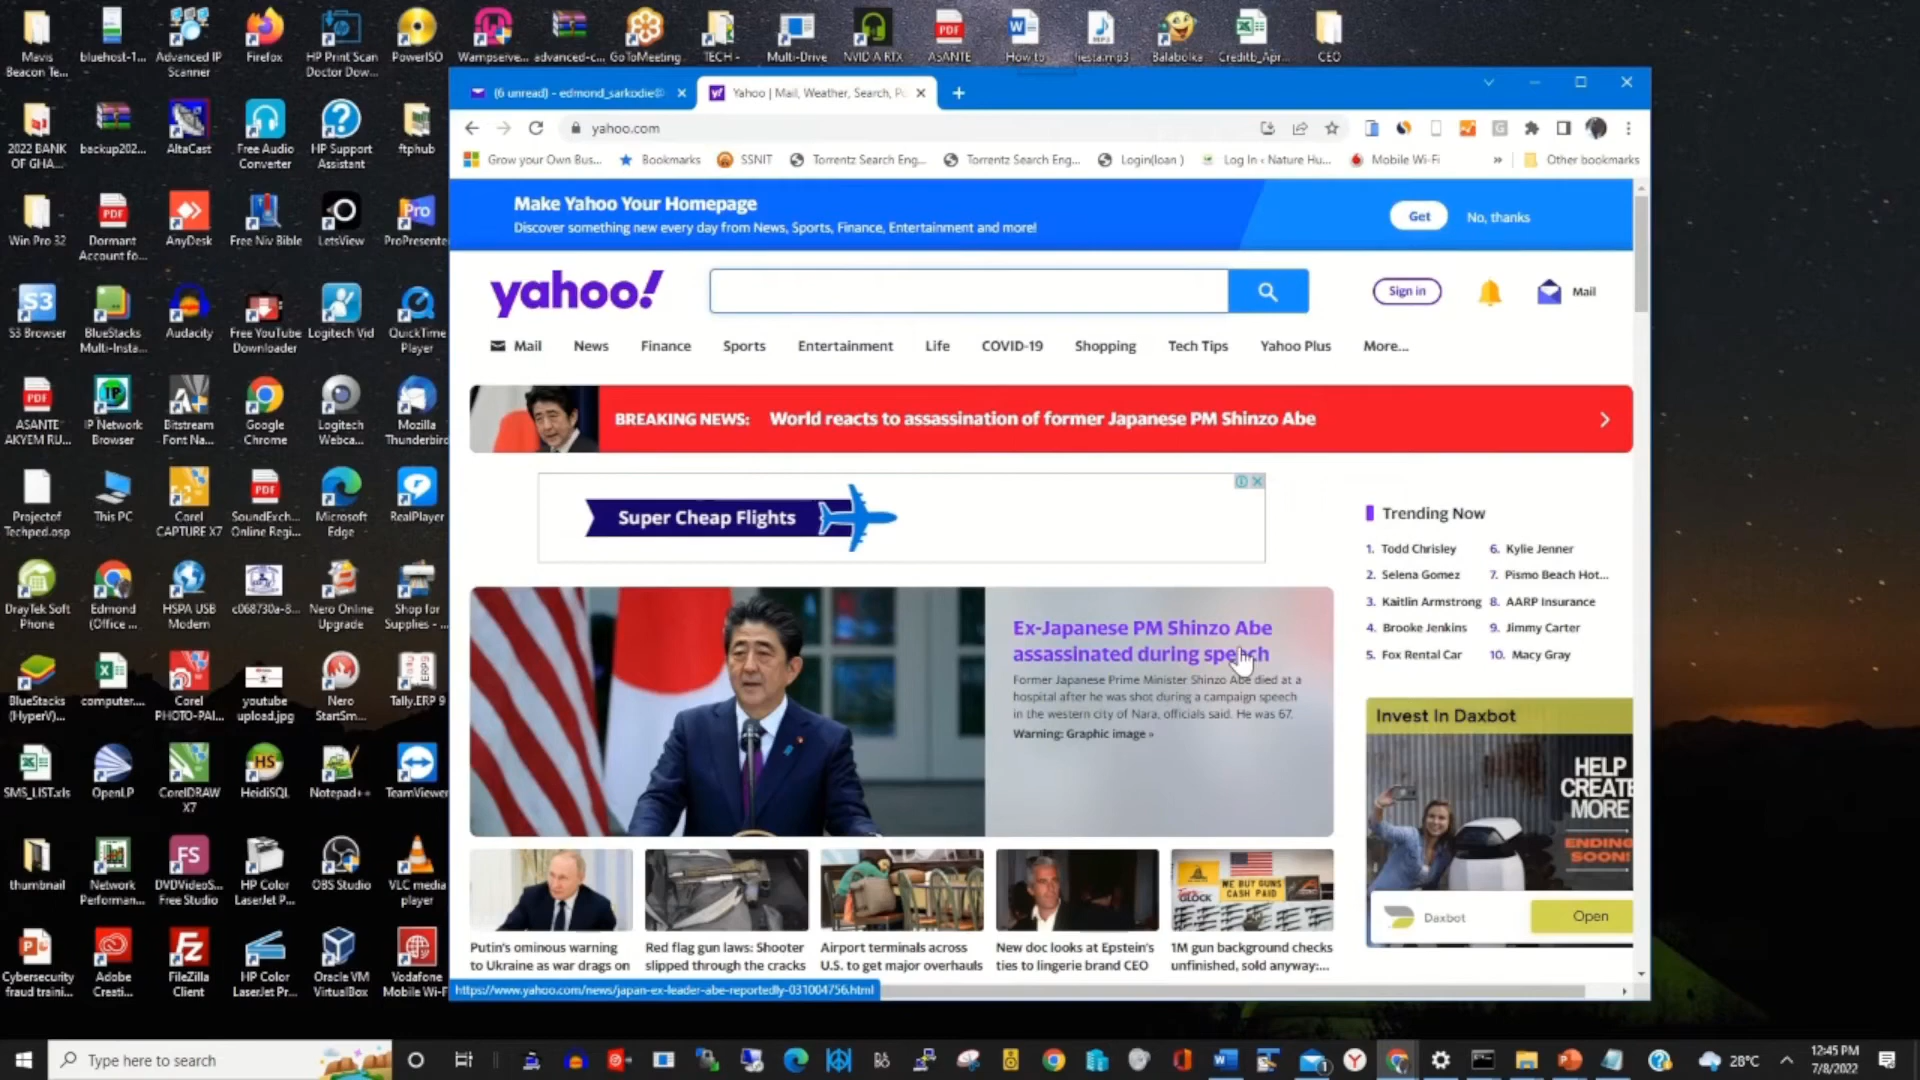 Mavis
Beacon Te...
bluehost-1...
Advanced IP
Scanner
Firefox
HP Print Scan
Doctor Dow...
PowerISO
Wampserve...
advanced-c...
GoToMeeting
TECH -
Multi-Drive
NVIDIA RTX
ASANTE
How to
fiesta.mp3
Balabolka
Creditb_Apr...
CEO
2022 BANK
OF GHA...
backup202...
AltaCast
Free Audio
Converter
HP Support
Assistant
ftphub
Win Pro 32
Dormant
Account fo...
AnyDesk
Free Niv Bible
LetsView
ProPresente
S3 Browser
BlueStacks
Multi-Insta...
Audacity
Free YouTube
Downloader
Logitech Vid
QuickTime
Player
ASANTE
AKYEM RU...
IP Network
Browser
Bitstream
Font Na...
Google
Chrome
Logitech
Webca...
Mozilla
Thunderbird
Projectof
Techped.osp
This PC
Corel
CAPTURE X7
SoundExch...
Online Regi...
Microsoft
Edge
RealPlayer
DrayTek Soft
Phone
Edmond
(Office ...
HSPA USB
Modem
c068730a-8...
Nero Online
Upgrade
Shop for
Supplies - ...
BlueStacks
(HyperV)...
computer...
Corel
PHOTO-PAI...
youtube
upload.jpg
Nero
StartSm...
Tally.ERP 9
SMS_LIST.xls
OpenLP
CorelDRAW
X7
HeidiSQL
Notepad++
TeamViewer
thumbnail
Network
Performan...
DVDVideoS...
Free Studio
HP Color
LaserJet P...
OBS Studio
VLC media
player
Cybersecurity
fraud traini...
Adobe
Creati...
FileZilla
Client
HP Color
LaserJet Pr...
Oracle VM
VirtualBox
Vodafone
Mobile Wi-F
(6 unread) - edmond_sarkodie@
Yahoo | Mail, Weather, Search, Po
yahoo.com
Grow your Own Bus...
Bookmarks
SSNIT
Torrentz Search Eng...
Torrentz Search Eng...
Login(loan )
Log In ‹ Nature Hu...
Mobile Wi-Fi
»
Other bookmarks
Make Yahoo Your Homepage
Discover something new every day from News, Sports, Finance, Entertainment and more!
Get
No, thanks
yahoo!
Sign in
Mail
Mail News Finance Sports Entertainment Life COVID-19 Shopping Tech Tips Yahoo Plus More...
BREAKING NEWS: World reacts to assassination of former Japanese PM Shinzo Abe
Super Cheap Flights
Ex-Japanese PM Shinzo Abe
assassinated during speech
Former Japanese Prime Minister Shinzo Abe died at a
hospital after he was shot during a campaign speech
in the western city of Nara, officials said. He was 67.
Warning: Graphic image »
Trending Now
1. Todd Chrisley
2. Selena Gomez
3. Kaitlin Armstrong
4. Brooke Jenkins
5. Fox Rental Car
6. Kylie Jenner
7. Pismo Beach Hot...
8. AARP Insurance
9. Jimmy Carter
10. Macy Gray
Invest In Daxbot
HELP
CREATE
MORE
ENDING
SOON!
Daxbot
Open
WE BUY GUNS
CASH PAID
GLOCK
Putin's ominous warning
to Ukraine as war drags on
Red flag gun laws: Shooter
slipped through the cracks
Airport terminals across
U.S. to get major overhauls
New doc looks at Epstein's
ties to lingerie brand CEO
1M gun background checks
unfinished, sold anyway:...
https://www.yahoo.com/news/japan-ex-leader-abe-reportedly-031004756.html
Type here to search
28°C
12:45 PM
7/8/2022